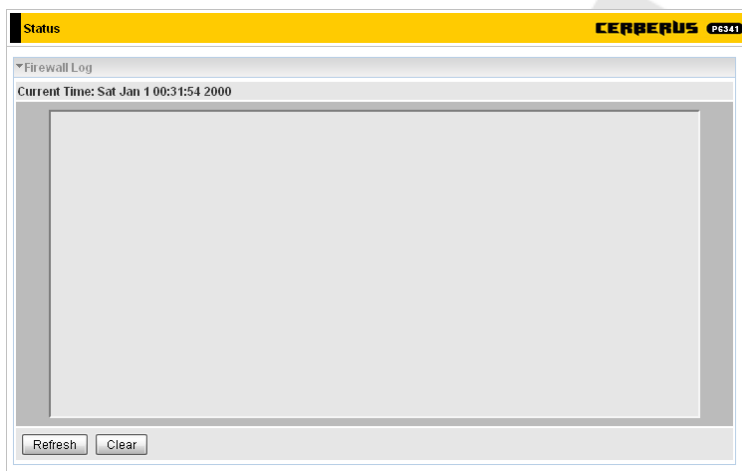 Status
CERBERUS P6341
Firewall Log
Current Time: Sat Jan 1 00:31:54 2000
Refresh Clear